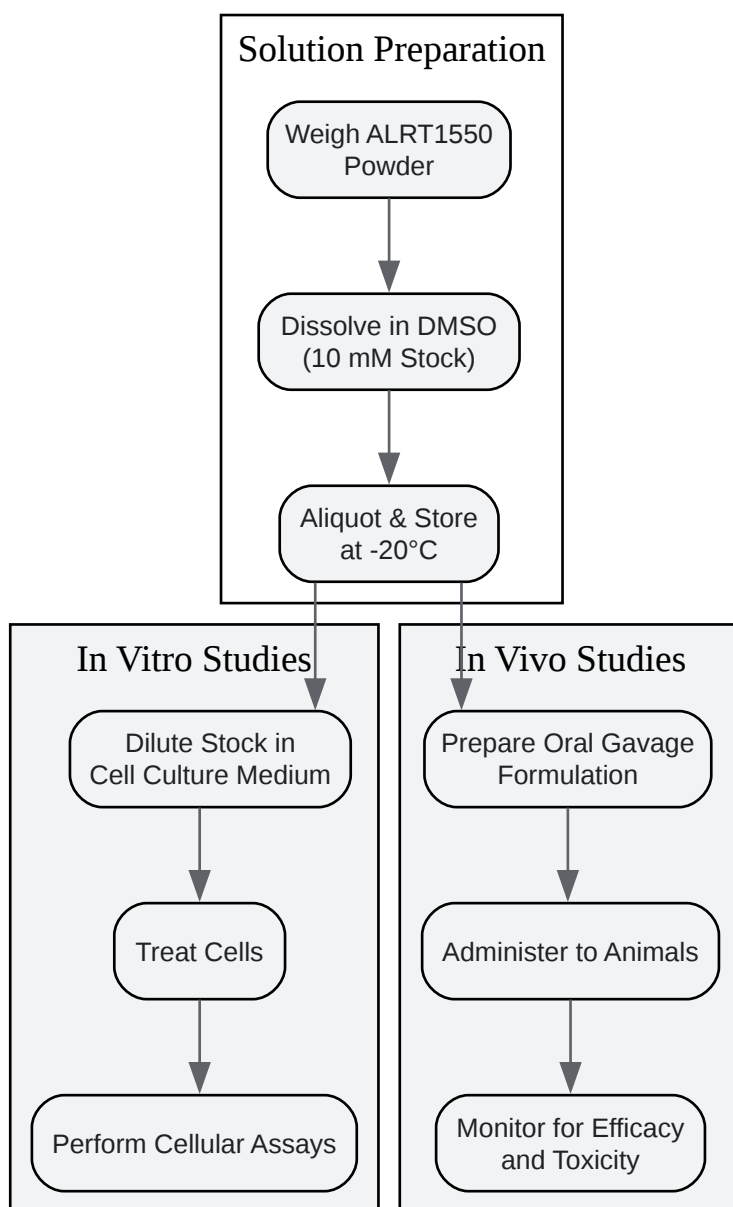 Solution Preparation
Weigh ALRT1550
Powder
Dissolve in DMSO
(10 mM Stock)
Aliquot & Store
at -20°C
In Vitro Studies
Dilute Stock in
Cell Culture Medium
Treat Cells
Perform Cellular Assays
In Vivo Studies
Prepare Oral Gavage
Formulation
Administer to Animals
Monitor for Efficacy
and Toxicity